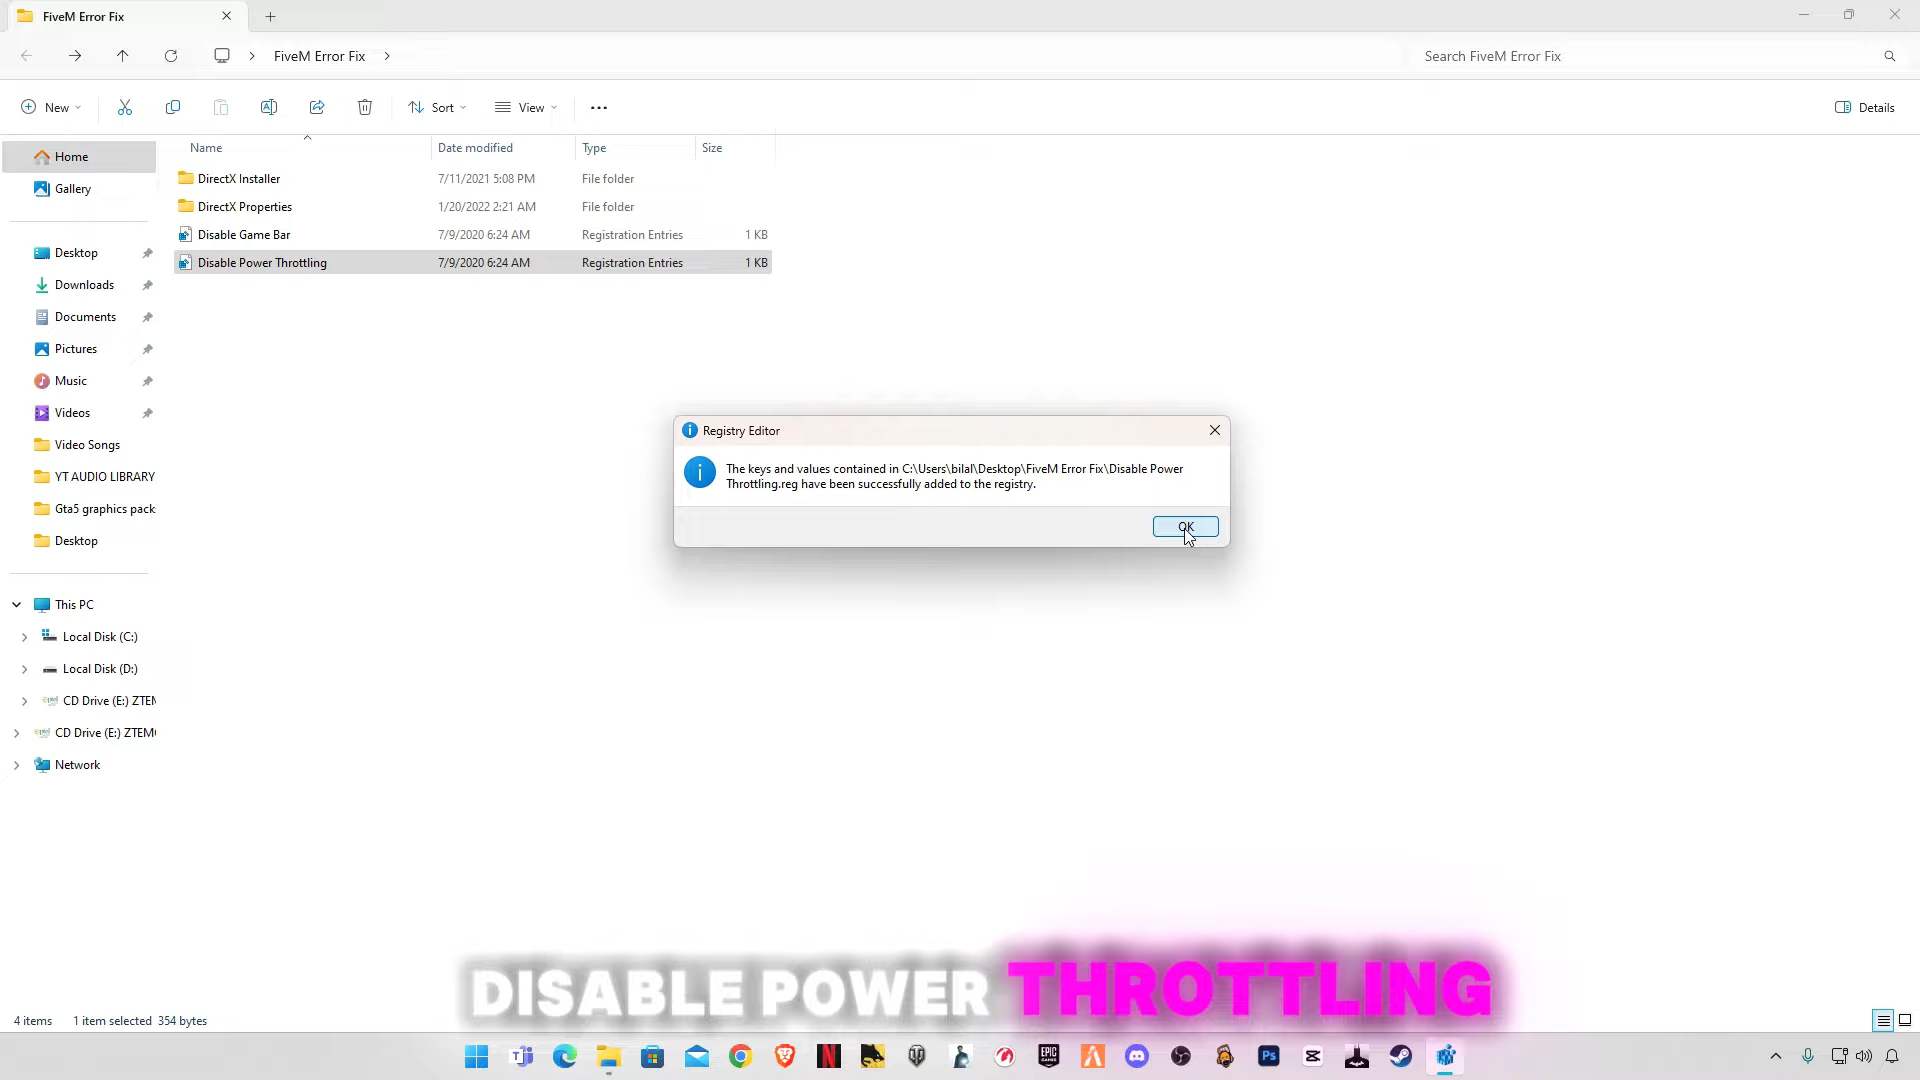 FiveM Error Fix
FiveM Error Fix
Search FiveM Error Fix
New
Sort
View
Details
Name
Date modified
Type
Size
Home
DirectX Installer
7/11/2021 5:08 PM
File folder
Gallery
DirectX Properties
1/20/2022 2:21 AM
File folder
Disable Game Bar
7/9/2020 6:24 AM
Registration Entries
1 KB
Disable Power Throttling
7/9/2020 6:24 AM
Registration Entries
1 KB
Desktop
Downloads
Documents
Pictures
Music
Videos
Video Songs
YT AUDIO LIBRARY
Gta5 graphics pack
Desktop
This PC
Local Disk (C:)
Local Disk (D:)
CD Drive (E:) ZTEM
CD Drive (E:) ZTEM
Network
Registry Editor
The keys and values contained in C:\Users\bilal\Desktop\FiveM Error Fix\Disable Power
Throttling.reg have been successfully added to the registry.
OK
DISABLE POWER THROTTLING
4 items
1 item selected 354 bytes
EPIC
GAMES
Ps